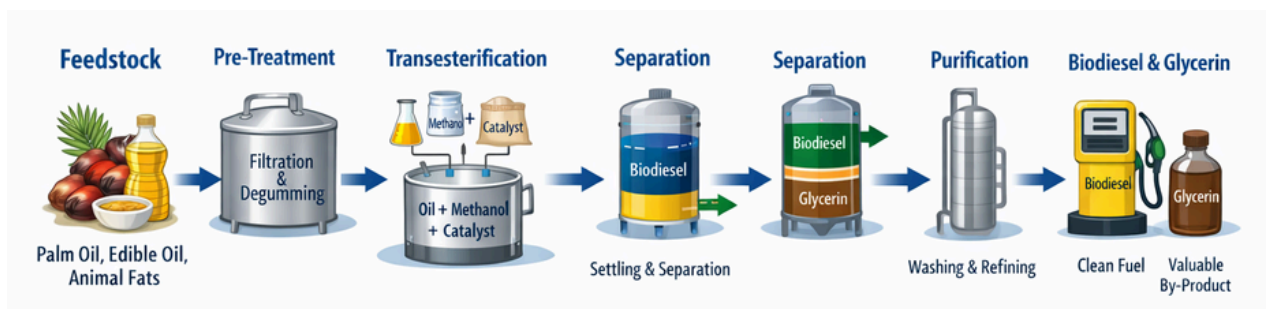 Feedstock
Pre-Treatment
Transesterification
Separation
Separation
Purification
Biodiesel & Glycerin
Filtration
&
Degumming
Methanol
+
Catalyst
Oil + Methanol
+ Catalyst
Biodiesel
Biodiesel
Glycerin
Biodiesel
Glycerin
Palm Oil, Edible Oil,
Animal Fats
Settling & Separation
Washing & Refining
Clean Fuel
Valuable
By-Product